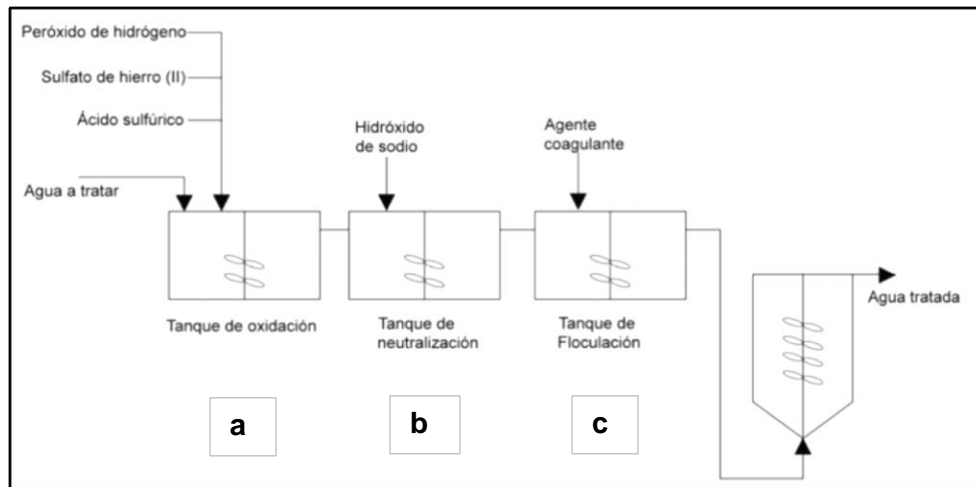 Peróxido de hidrógeno
Sulfato de hierro (II)
Ácido sulfúrico
Agua a tratar
Hidróxido
de sodio
Agente
coagulante
Tanque de oxidación
Tanque de
neutralización
Tanque de
Floculación
Agua tratada
a
b
c